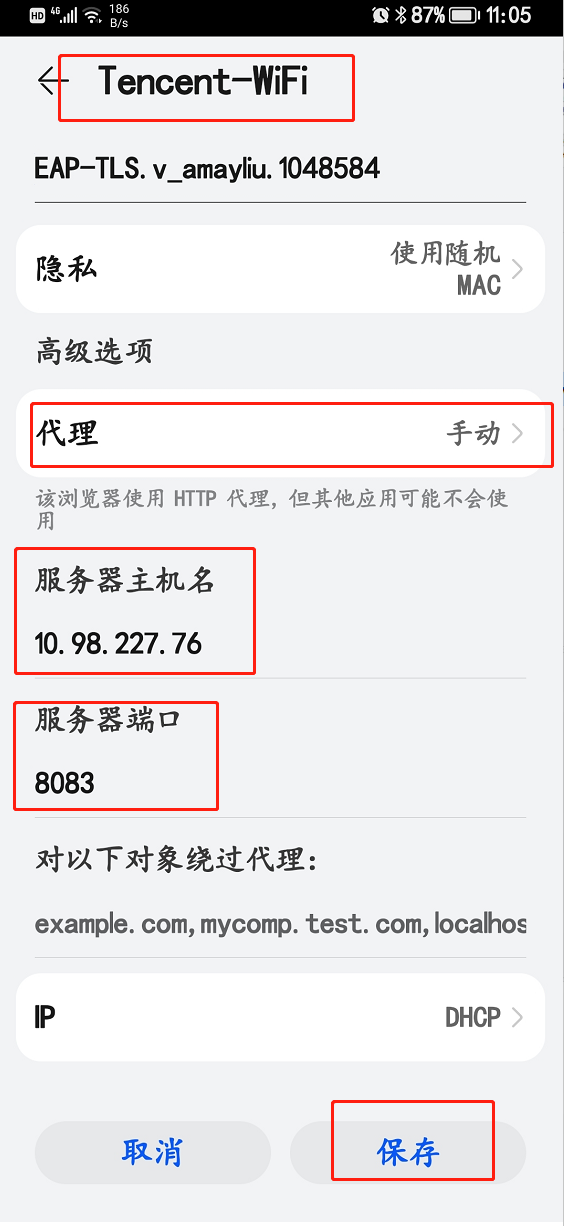 HD 4G 186 B/s 87% 11:05
Tencent-WiFi
EAP-TLS. v_amayliu. 1048584
隐私
使用随机
MAC
高级选项
代理 手动
该浏览器使用 HTTP 代理, 但其他应用可能不会使
用
服务器主机名
10. 98. 227. 76
服务器端口
8083
对以下对象绕过代理:
example. com, mycomp. test. com, localhos
IP DHCP
取消 保存